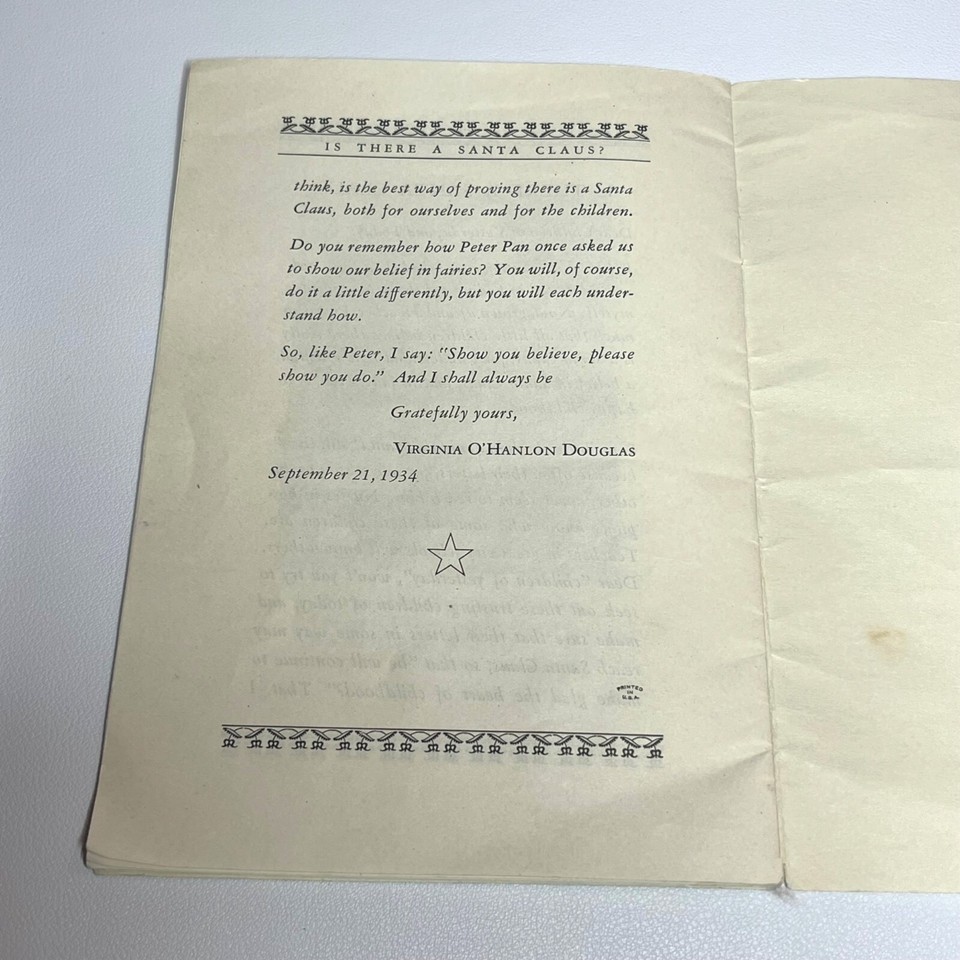 IS THERE A SANTA CLAUS?
think, is the best way of proving there is a Santa
Claus, both for ourselves and for the children.
Do you remember how Peter Pan once asked us
to show our belief in fairies? You will, of course,
do it a little differently, but you will each under-
stand how.
So, like Peter, I say: "Show you believe, please
show you do." And I shall always be
Gratefully yours,
VIRGINIA O'HANLON DOUGLAS
September 21, 1934
PRINTED
IN
U.S.A.